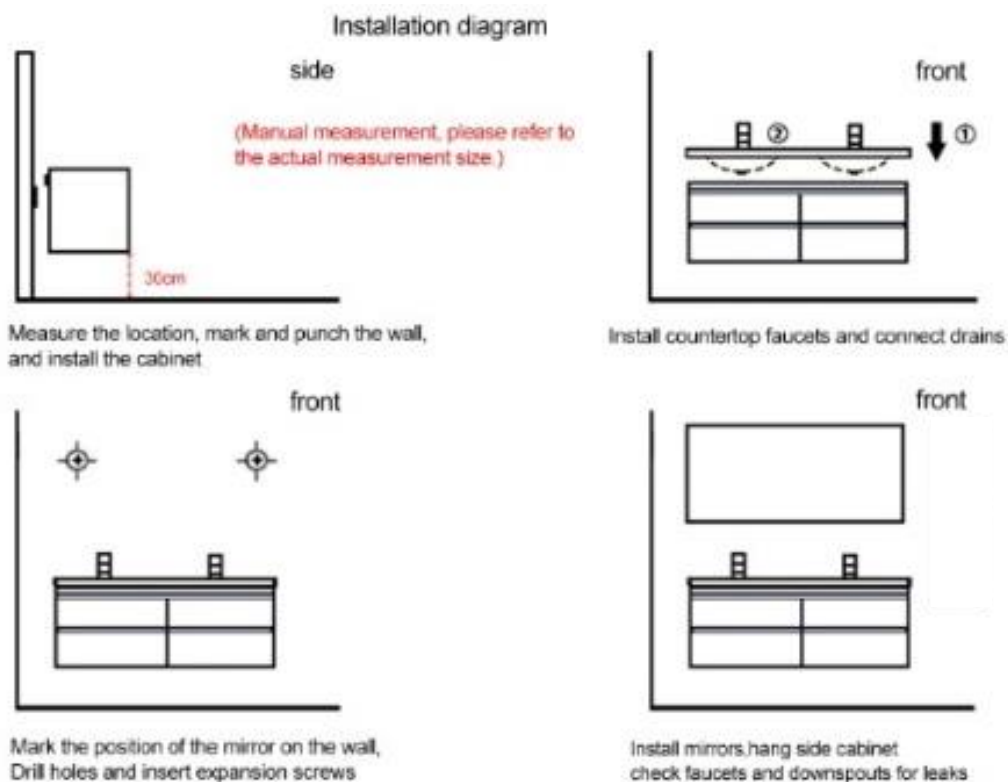 Installation diagram
side
(Manual measurement, please refer to
the actual measurement size.)
30cm
Measure the location, mark and punch the wall,
and install the cabinet
front
②
①
Install countertop faucets and connect drains
front
Mark the position of the mirror on the wall,
Drill holes and insert expansion screws
front
Install mirrors,hang side cabinet
check faucets and downspouts for leaks